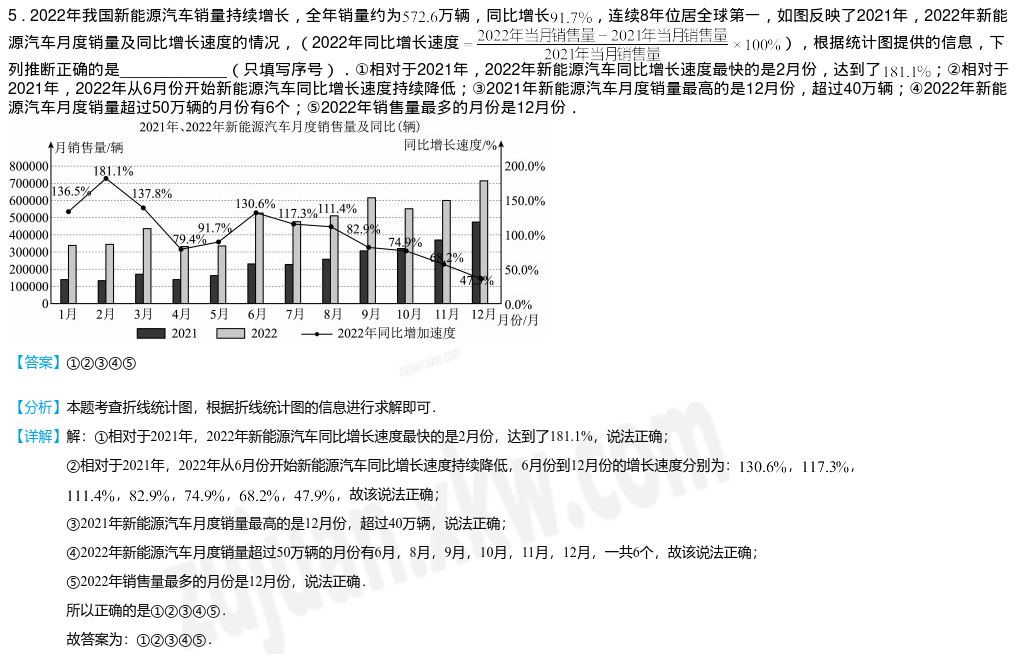 5．2022年我国新能源汽车销量持续增长，全年销量约为572.6万辆，同比增长91.7%，连续8年位居全球第一，如图反映了2021年，2022年新能
源汽车月度销量及同比增长速度的情况，（2022年同比增长速度=2022年当月销售量－2021年当月销售量/2021年当月销售量×100%），根据统计图提供的信息，下
列推断正确的是______________（只填写序号）．①相对于2021年，2022年新能源汽车同比增长速度最快的是2月份，达到了181.1%；②相对于
2021年，2022年从6月份开始新能源汽车同比增长速度持续降低；③2021年新能源汽车月度销量最高的是12月份，超过40万辆；④2022年新能
源汽车月度销量超过50万辆的月份有6个；⑤2022年销售量最多的月份是12月份．
2021年、2022年新能源汽车月度销售量及同比(辆)
月销售量/辆 同比增长速度/%
800000 181.1% 200.0%
700000 136.5% 137.8%
600000 130.6% 117.3% 111.4% 150.0%
500000 91.7% 82.9%
400000 79.4% 74.9% 100.0%
300000 68.2%
200000 50.0%
100000 47.9%
0 0.0%
1月 2月 3月 4月 5月 6月 7月 8月 9月 10月 11月 12月 月份/月
2021 2022 2022年同比增加速度
【答案】①②③④⑤
【分析】本题考查折线统计图，根据折线统计图的信息进行求解即可．
【详解】解：①相对于2021年，2022年新能源汽车同比增长速度最快的是2月份，达到了181.1%，说法正确；
②相对于2021年，2022年从6月份开始新能源汽车同比增长速度持续降低，6月份到12月份的增长速度分别为：130.6%，117.3%，
111.4%，82.9%，74.9%，68.2%，47.9%，故该说法正确；
③2021年新能源汽车月度销量最高的是12月份，超过40万辆，说法正确；
④2022年新能源汽车月度销量超过50万辆的月份有6月，8月，9月，10月，11月，12月，一共6个，故该说法正确；
⑤2022年销售量最多的月份是12月份，说法正确．
所以正确的是①②③④⑤．
故答案为：①②③④⑤．
zujuan.xkw.com
zujuan.xkw.com